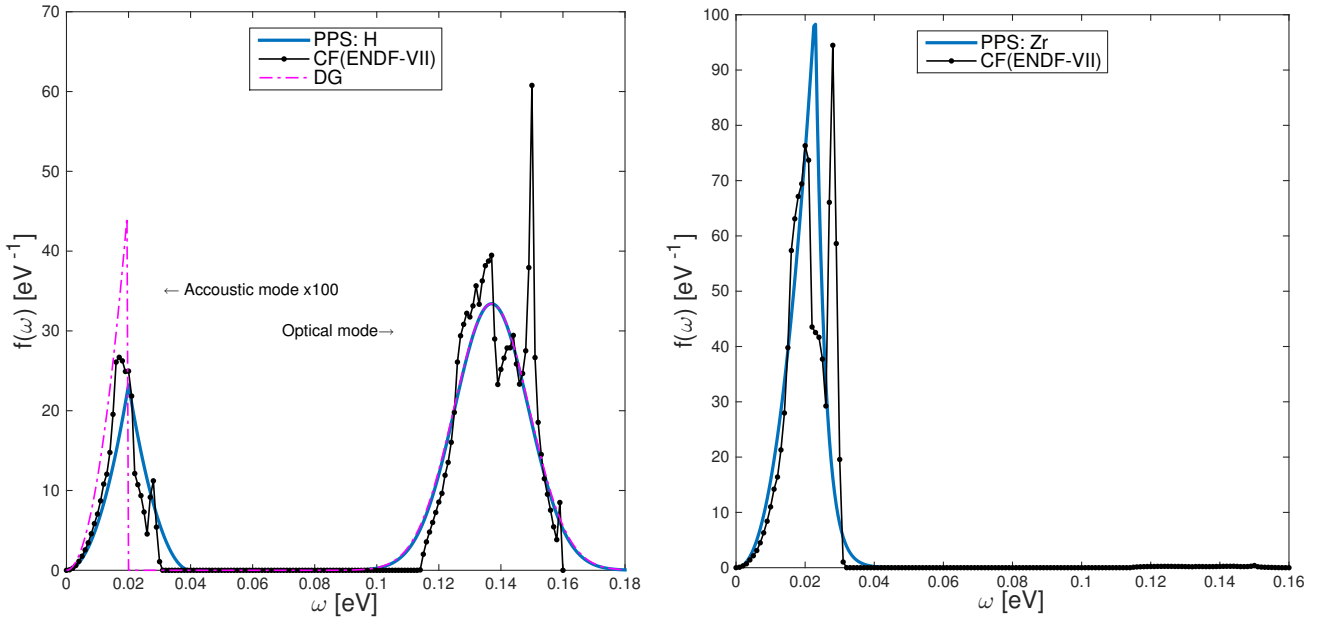 70
60
50
40
30
20
10
0
f(ω) [eV⁻¹]
PPS: H
CF(ENDF-VII)
DG
← Accoustic mode x100
Optical mode→
0 0.02 0.04 0.06 0.08 0.1 0.12 0.14 0.16 0.18
ω [eV]
100
90
80
70
60
50
40
30
20
10
0
f(ω) [eV⁻¹]
PPS: Zr
CF(ENDF-VII)
0 0.02 0.04 0.06 0.08 0.1 0.12 0.14 0.16
ω [eV]